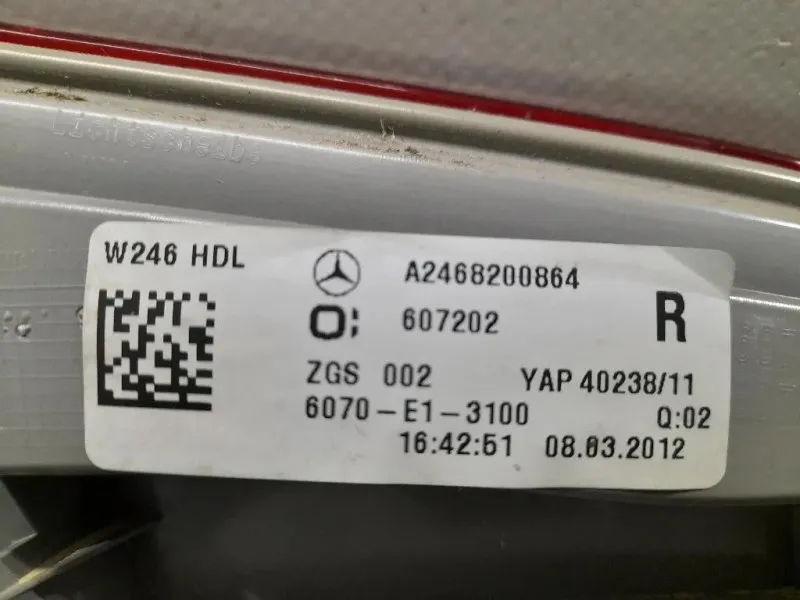 Lichtscheibe
W246 HDL
A2468200864
607202
R
ZGS 002
YAP 40238/11
6070-E1-3100
Q:02
16:42:51 08.03.2012